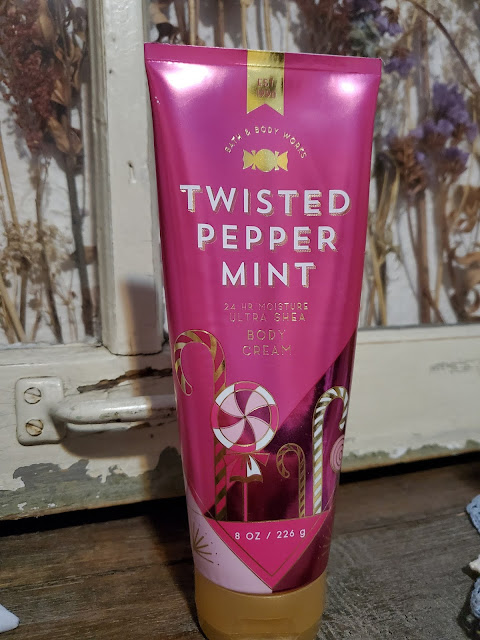 BATH & BODY WORKS
TWISTED
PEPPER
MINT
24 HR MOISTURE
ULTRA SHEA
BODY
CREAM
8 OZ / 226 g